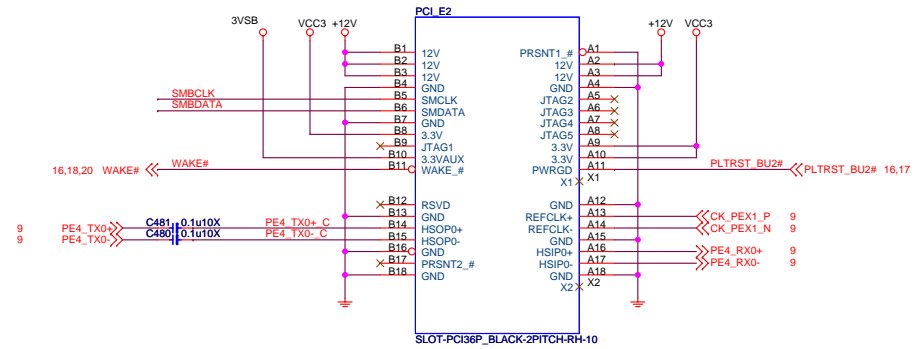 PCI_E2
3VSB VCC3 +12V +12V VCC3
B1 12V PRSNT1_# A1
B2 12V 12V A2
B3 12V 12V A3
B4 GND GND A4
SMBCLK B5 SMCLK JTAG2 A5
SMBDATA B6 SMDATA JTAG3 A6
B7 GND JTAG4 A7
B8 3.3V JTAG5 A8
B9 JTAG1 3.3V A9
B10 3.3VAUX 3.3V A10
16,18,20 WAKE# WAKE# B11 WAKE_# PWRGD A11 PLTRST_BU2# PLTRST_BU2# 16,17
X1 X1
B12 RSVD GND A12
B13 GND REFCLK+ A13 CK_PEX1_P 9
9 PE4_TX0+ C481 0.1u10X PE4_TX0+_C B14 HSOP0+ REFCLK- A14 CK_PEX1_N 9
9 PE4_TX0- C480 0.1u10X PE4_TX0-_C B15 HSOP0- GND A15
B16 GND HSIP0+ A16 PE4_RX0+ 9
B17 PRSNT2_# HSIP0- A17 PE4_RX0- 9
B18 GND GND A18
X2 X2
SLOT-PCI36P_BLACK-2PITCH-RH-10